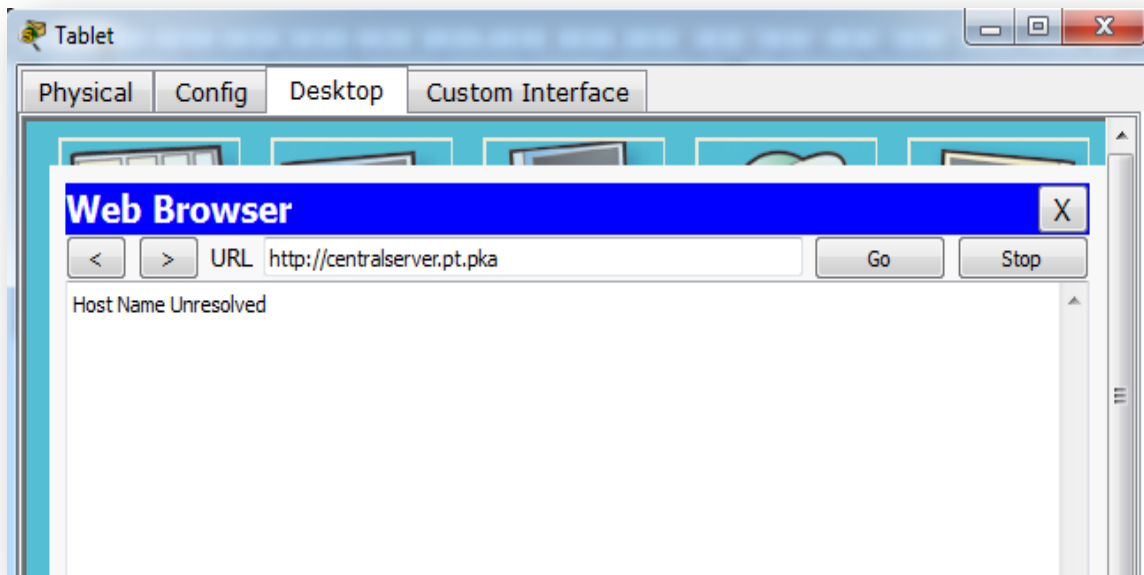 Tablet
X
Physical Config Desktop Custom Interface
Web Browser X
< > URL http://centralserver.pt.pka Go Stop
Host Name Unresolved